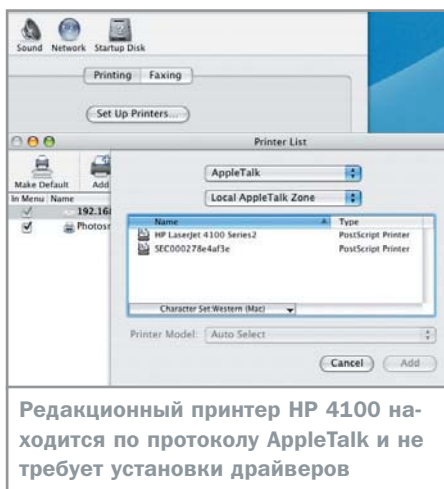 Sound Network Startup Disk
Printing Faxing
Set Up Printers...
Printer List
Make Default Add
AppleTalk
Local AppleTalk Zone
In Menu Name
192.168
Photosm
Name Type
HP LaserJet 4100 Series2 PostScript Printer
SEC000278e4af3e PostScript Printer
Character Set:Western (Mac)
Printer Model: Auto Select
Cancel Add
Редакционный принтер HP 4100 на-
ходится по протоколу AppleTalk и не
требует установки драйверов